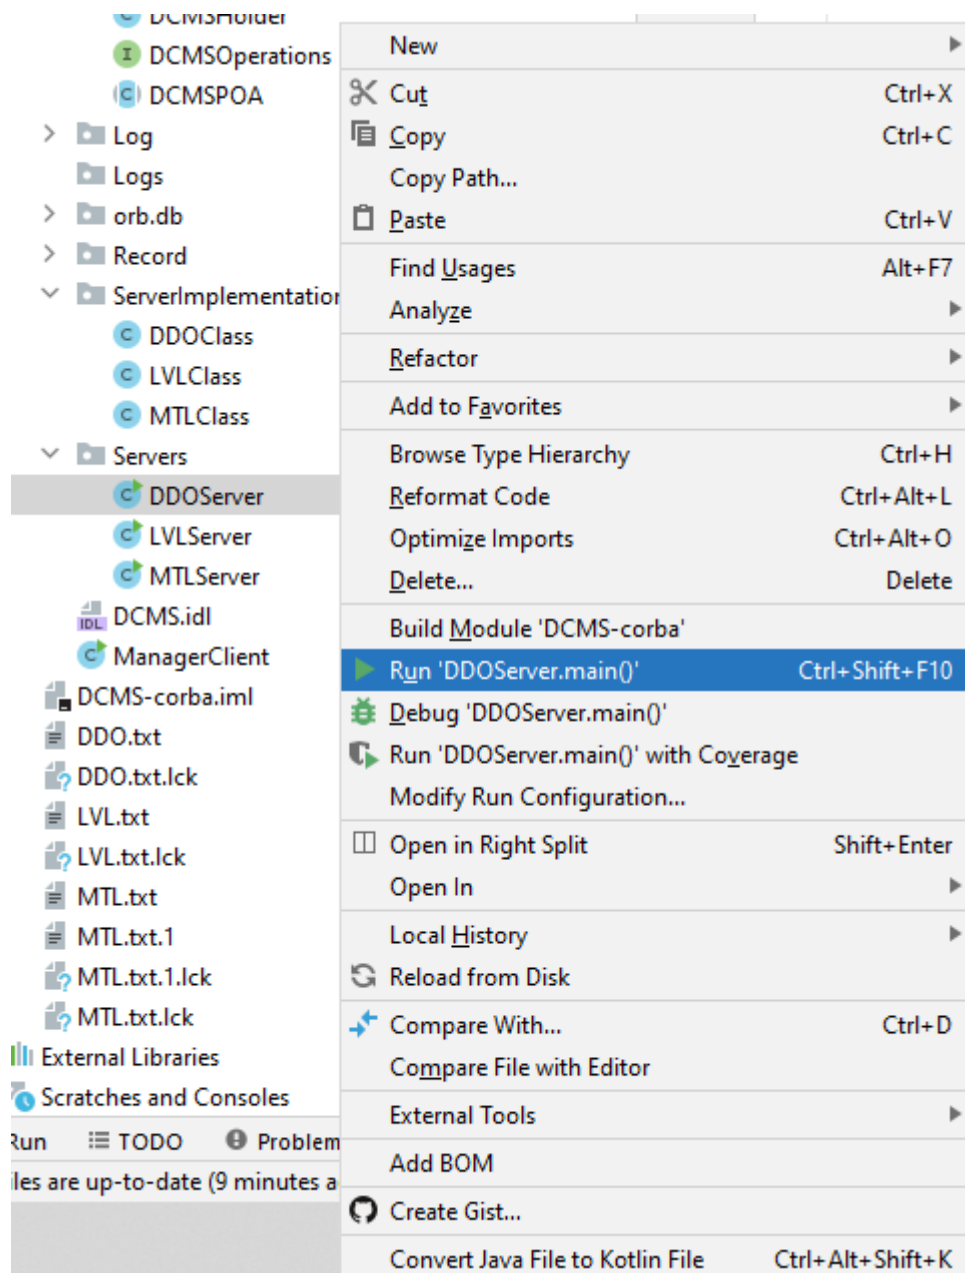 DCMSHolder
DCMSOperations
DCMSPOA
Log
Logs
orb.db
Record
ServerImplementation
DDOClass
LVLClass
MTLClass
Servers
DDOServer
LVLServer
MTLServer
DCMS.idl
ManagerClient
DCMS-corba.iml
DDO.txt
DDO.txt.lck
LVL.txt
LVL.txt.lck
MTL.txt
MTL.txt.1
MTL.txt.1.lck
MTL.txt.lck
External Libraries
Scratches and Consoles
Run TODO Problem
iles are up-to-date (9 minutes a
New
Cut Ctrl+X
Copy Ctrl+C
Copy Path...
Paste Ctrl+V
Find Usages Alt+F7
Analyze
Refactor
Add to Favorites
Browse Type Hierarchy Ctrl+H
Reformat Code Ctrl+Alt+L
Optimize Imports Ctrl+Alt+O
Delete... Delete
Build Module 'DCMS-corba'
Run 'DDOServer.main()' Ctrl+Shift+F10
Debug 'DDOServer.main()'
Run 'DDOServer.main()' with Coverage
Modify Run Configuration...
Open in Right Split Shift+Enter
Open In
Local History
Reload from Disk
Compare With... Ctrl+D
Compare File with Editor
External Tools
Add BOM
Create Gist...
Convert Java File to Kotlin File Ctrl+Alt+Shift+K